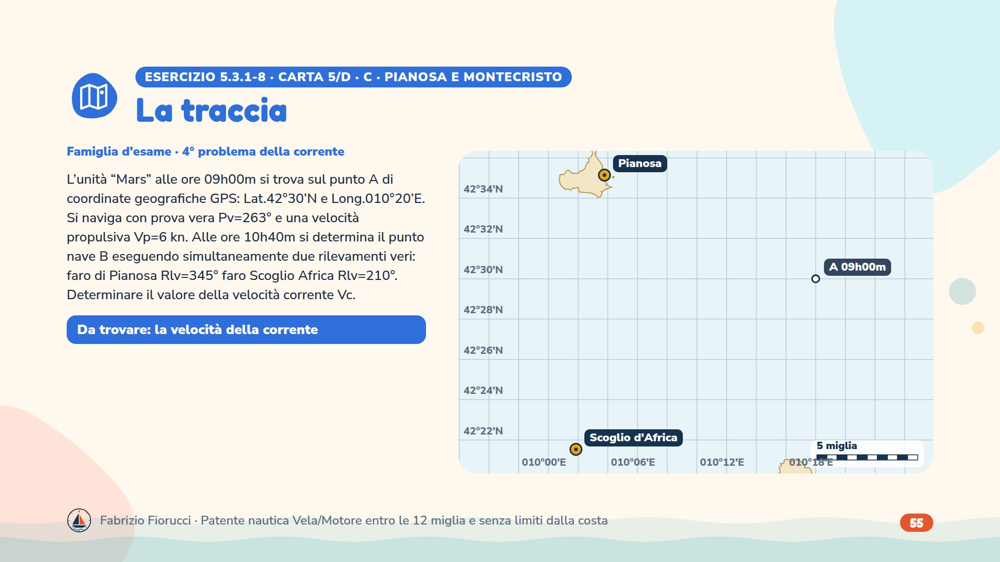 ESERCIZIO 5.3.1-8 · CARTA 5/D · C · PIANOSA E MONTECRISTO
La traccia
Famiglia d'esame · 4° problema della corrente
L’unità “Mars” alle ore 09h00m si trova sul punto A di
coordinate geografiche GPS: Lat.42°30’N e Long.010°20’E.
Si naviga con prova vera Pv=263° e una velocità
propulsiva Vp=6 kn. Alle ore 10h40m si determina il punto
nave B eseguendo simultaneamente due rilevamenti veri:
faro di Pianosa Rlv=345° faro Scoglio Africa Rlv=210°.
Determinare il valore della velocità corrente Vc.
Da trovare: la velocità della corrente
Pianosa
42°34'N
42°32'N
A 09h00m
42°30'N
42°28'N
42°26'N
42°24'N
42°22'N
Scoglio d'Africa
5 miglia
010°00'E
010°06'E
010°12'E
010°18'E
Fabrizio Fiorucci · Patente nautica Vela/Motore entro le 12 miglia e senza limiti dalla costa
55